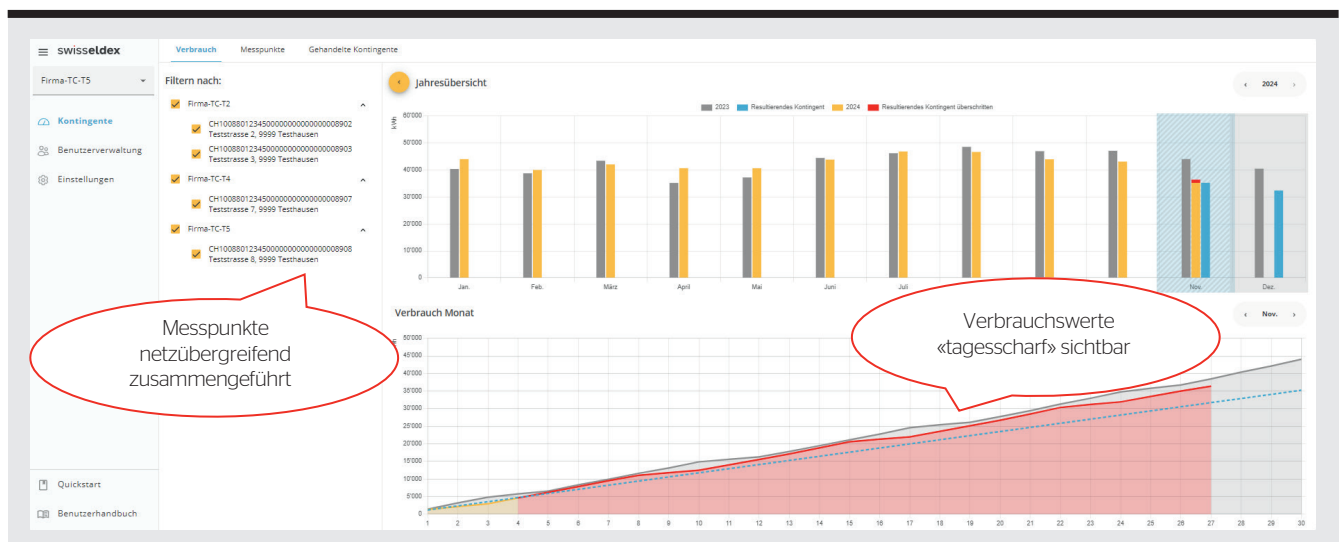 swisseldex
Verbrauch Messpunkte Gehandelte Kontingente
Firma-TC-T5
Filtern nach:
Firma-TC-T2
CH1008801234500000000000000008902
Teststrasse 2, 9999 Testhausen
CH1008801234500000000000000008903
Teststrasse 3, 9999 Testhausen
Firma-TC-T4
CH1008801234500000000000000008907
Teststrasse 7, 9999 Testhausen
Firma-TC-T5
CH1008801234500000000000000008908
Teststrasse 8, 9999 Testhausen
Kontingente
Benutzerverwaltung
Einstellungen
Quickstart
Benutzerhandbuch
Messpunkte
netzübergreifend
zusammengeführt
Jahresübersicht
2024
2023 Resultierendes Kontingent 2024 Resultierendes Kontingent überschritten
kWh
60'000
50'000
40'000
30'000
20'000
10'000
0
Jan. Feb. März April Mai Juni Juli Nov. Dez.
Verbrauch Monat
Nov.
Verbrauchswerte
«tagesscharf» sichtbar
50'000
45'000
40'000
35'000
30'000
25'000
20'000
15'000
10'000
5'000
0
1 2 3 4 5 6 7 8 9 10 11 12 13 14 15 16 17 18 19 20 21 22 23 24 25 26 27 28 29 30